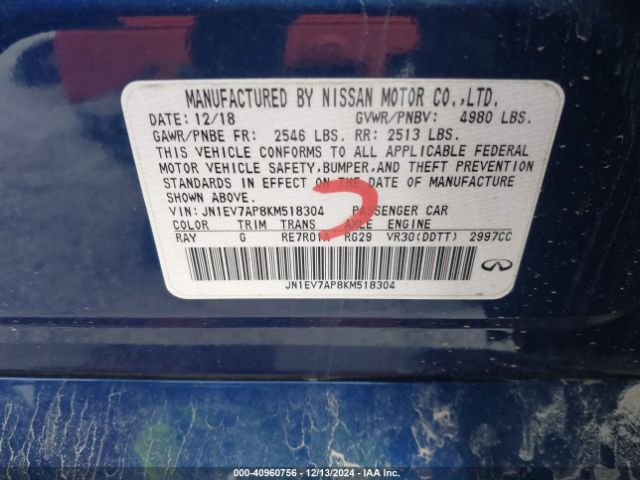 MANUFACTURED BY NISSAN MOTOR CO.,LTD.
DATE: 12/18 GVWR/PNBV: 4980 LBS.
GAWR/PNBE FR: 2546 LBS. RR: 2513 LBS.
THIS VEHICLE CONFORMS TO ALL APPLICABLE FEDERAL
MOTOR VEHICLE SAFETY,BUMPER,AND THEFT PREVENTION
STANDARDS IN EFFECT ON THE DATE OF MANUFACTURE
SHOWN ABOVE.
VIN: JN1EV7AP8KM518304 PASSENGER CAR
COLOR TRIM TRANS AXLE ENGINE
RAY G RE7R01A RG29 VR30(DDTT) 2997CC
JN1EV7AP8KM518304
000-40960756 - 12/13/2024 - IAA Inc.